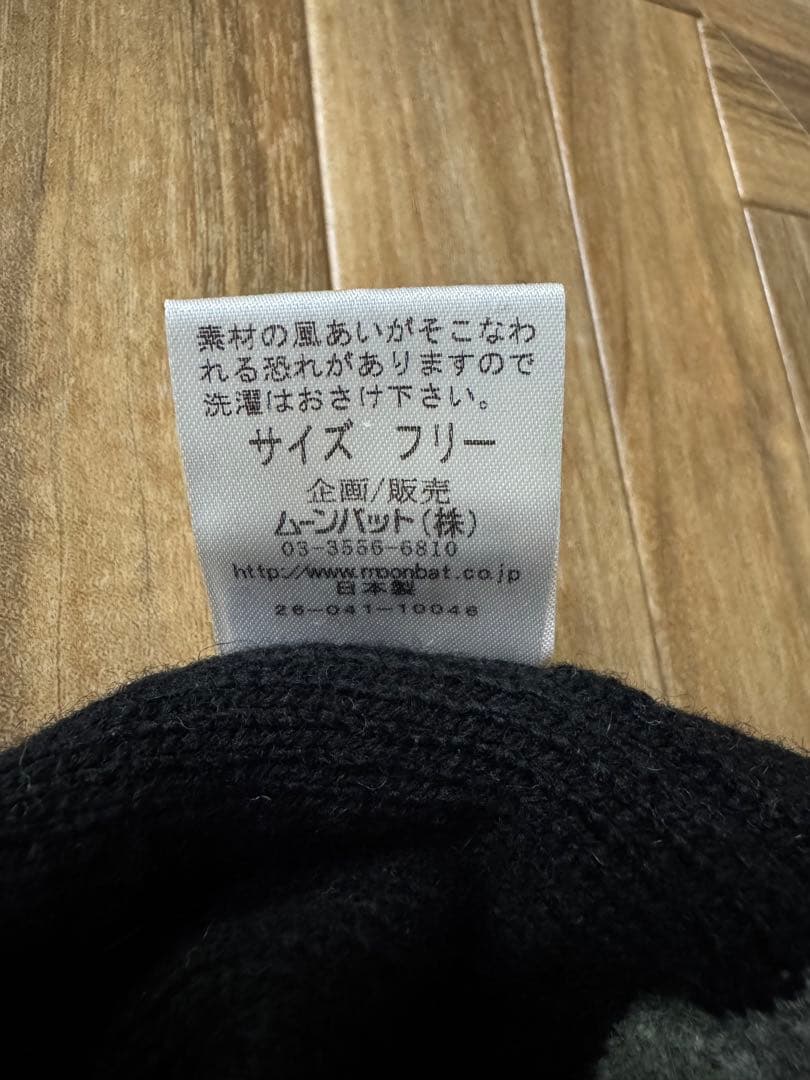 素材の風あいがそこなわ
れる恐れがありますので
洗濯はおさけ下さい。
サイズ フリー
企画/販売
ムーンバット(株)
03-3556-6810
http://www.moonbat.co.jp
日本製
26-041-10046